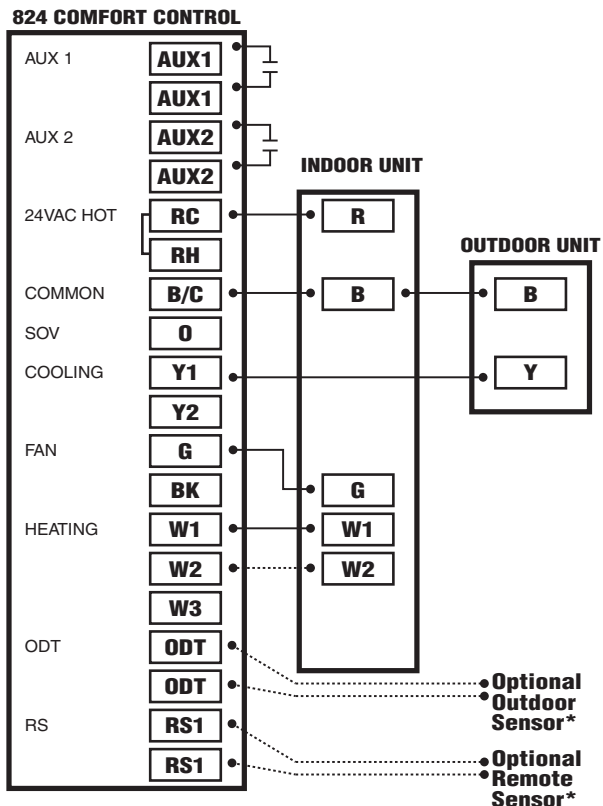 824 COMFORT CONTROL
AUX 1
AUX1
AUX1
AUX 2
AUX2
AUX2
24VAC HOT
RC
RH
COMMON
B/C
SOV
O
COOLING
Y1
Y2
FAN
G
BK
HEATING
W1
W2
W3
ODT
ODT
ODT
RS
RS1
RS1
INDOOR UNIT
R
B
G
W1
W2
OUTDOOR UNIT
B
Y
Optional
Outdoor
Sensor*
Optional
Remote
Sensor*